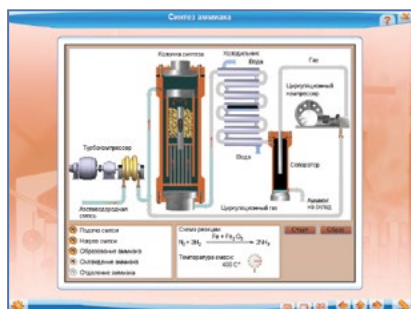 Синтез аммиака
Колонна синтеза
Холодильник
Вода
Газ
Циркуляционный
компрессор
Турбокомпрессор
Сепаратор
Вода
Азотоводородная
смесь
Циркуляционный газ
Аммиак
на склад
Подача смеси
Нагрев смеси
Образование аммиака
Охлаждение аммиака
Отделение аммиака
Схема реакции
N₂ + 3H₂ 2NH₃
Температура смеси:
400 C°
Старт
Сброс